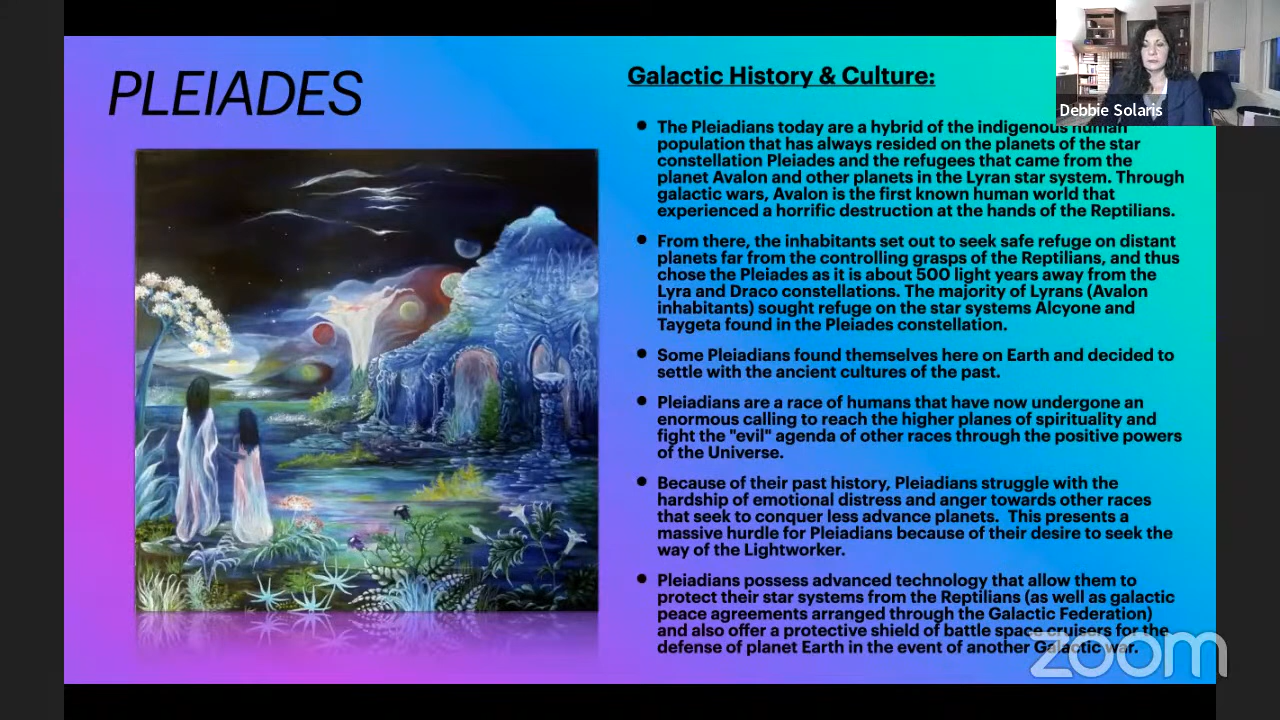 PLEIADES
Galactic History & Culture:
Debbie Solaris
• The Pleiadians today are a hybrid of the indigenous human
population that has always resided on the planets of the star
constellation Pleiades and the refugees that came from the
planet Avalon and other planets in the Lyran star system. Through
galactic wars, Avalon is the first known human world that
experienced a horrific destruction at the hands of the Reptilians.
• From there, the inhabitants set out to seek safe refuge on distant
planets far from the controlling grasps of the Reptilians, and thus
chose the Pleiades as it is about 500 light years away from the
Lyra and Draco constellations. The majority of Lyrans (Avalon
inhabitants) sought refuge on the star systems Alcyone and
Taygeta found in the Pleiades constellation.
• Some Pleiadians found themselves here on Earth and decided to
settle with the ancient cultures of the past.
• Pleiadians are a race of humans that have now undergone an
enormous calling to reach the higher planes of spirituality and
fight the "evil" agenda of other races through the positive powers
of the Universe.
• Because of their past history, Pleiadians struggle with the
hardship of emotional distress and anger towards other races
that seek to conquer less advance planets.  This presents a
massive hurdle for Pleiadians because of their desire to seek the
way of the Lightworker.
• Pleiadians possess advanced technology that allow them to
protect their star systems from the Reptilians (as well as galactic
peace agreements arranged through the Galactic Federation)
and also offer a protective shield of battle space cruisers for the
defense of planet Earth in the event of another Galactic war.
zoom